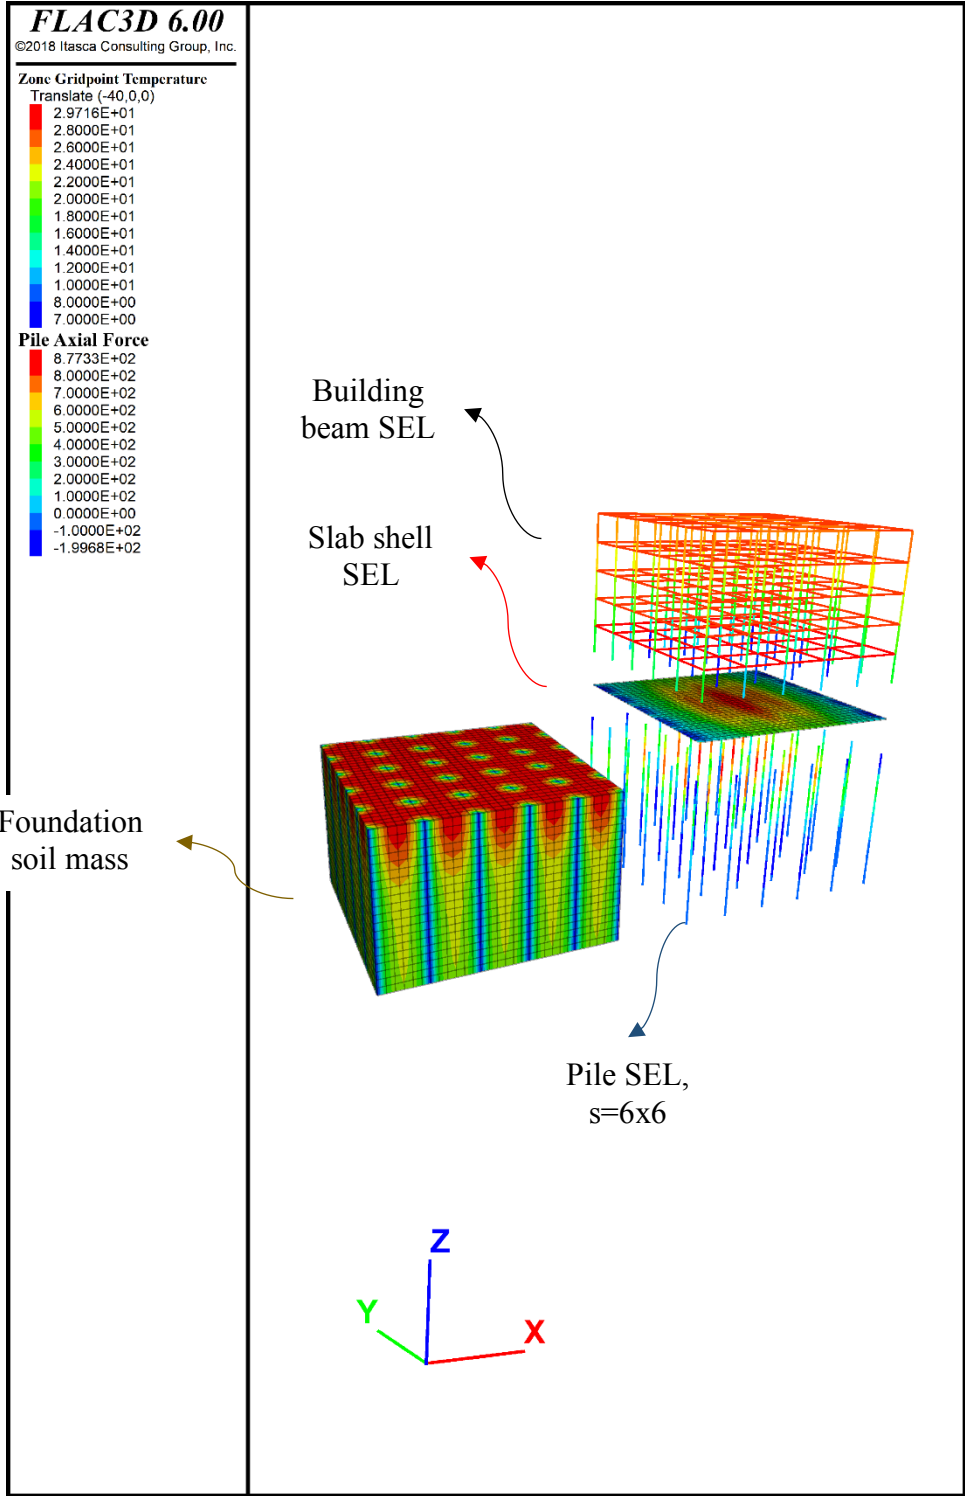 FLAC3D 6.00
©2018 Itasca Consulting Group, Inc.
Zone Gridpoint Temperature
Translate (-40,0,0)
2.9716E+01
2.8000E+01
2.6000E+01
2.4000E+01
2.2000E+01
2.0000E+01
1.8000E+01
1.6000E+01
1.4000E+01
1.2000E+01
1.0000E+01
8.0000E+00
7.0000E+00
Pile Axial Force
8.7733E+02
8.0000E+02
7.0000E+02
6.0000E+02
5.0000E+02
4.0000E+02
3.0000E+02
2.0000E+02
1.0000E+02
0.0000E+00
-1.0000E+02
-1.9968E+02
Building
beam SEL
Slab shell
SEL
Foundation
soil mass
Pile SEL,
s=6x6
Z
Y
X